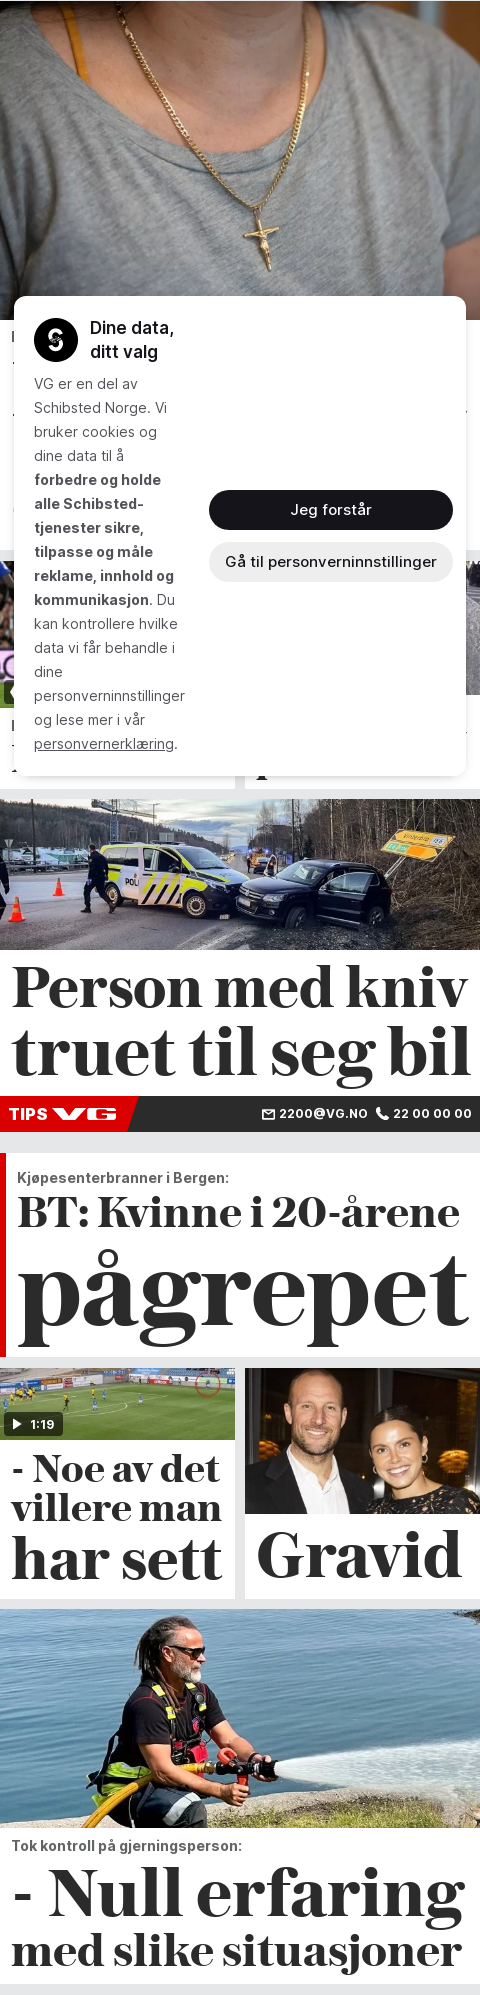 Dine data,
ditt valg
VG er en del av
Schibsted Norge. Vi
bruker cookies og
dine data til å
forbedre og holde
alle Schibsted-
tjenester sikre,
tilpasse og måle
reklame, innhold og
kommunikasjon. Du
kan kontrollere hvilke
data vi får behandle i
dine
personverninnstillinger
og lese mer i vår
personvernerklæring.
Jeg forstår
Gå til personverninnstillinger
POLI
Person med kniv
truet til seg bil
TIPS VG 2200@VG.NO 22 00 00 00
Kjøpesenterbranner i Bergen:
BT: Kvinne i 20-årene
pågrepet
1:19
- Noe av det
villere man
har sett
Gravid
Tok kontroll på gjerningsperson:
- Null erfaring
med slike situasjoner